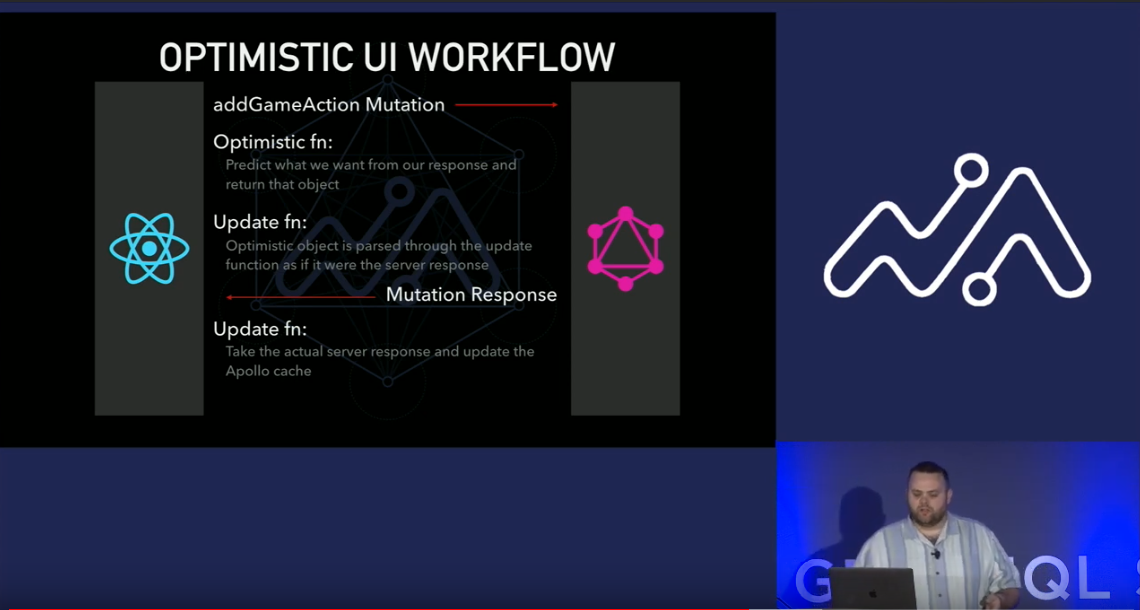 OPTIMISTIC UI WORKFLOW
addGameAction Mutation
Optimistic fn:
Predict what we want from our response and
return that object
Update fn:
Optimistic object is parsed through the update
function as if it were the server response
Mutation Response
Update fn:
Take the actual server response and update the
Apollo cache